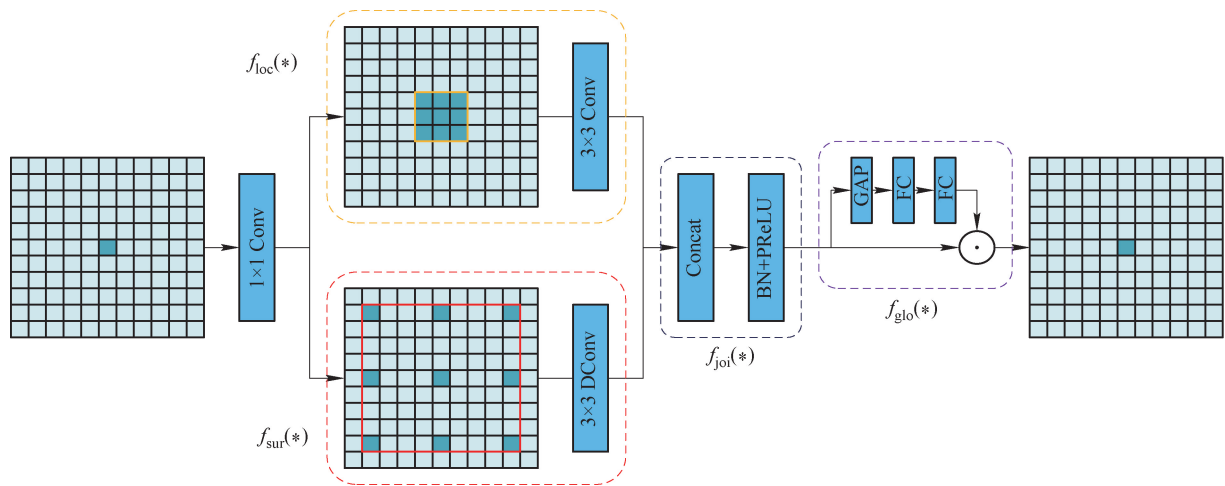 f_loc(*)
3×3 Conv
1×1 Conv
f_sur(*)
3×3 DConv
Concat
BN+PReLU
f_joi(*)
GAP
FC
FC
f_glo(*)